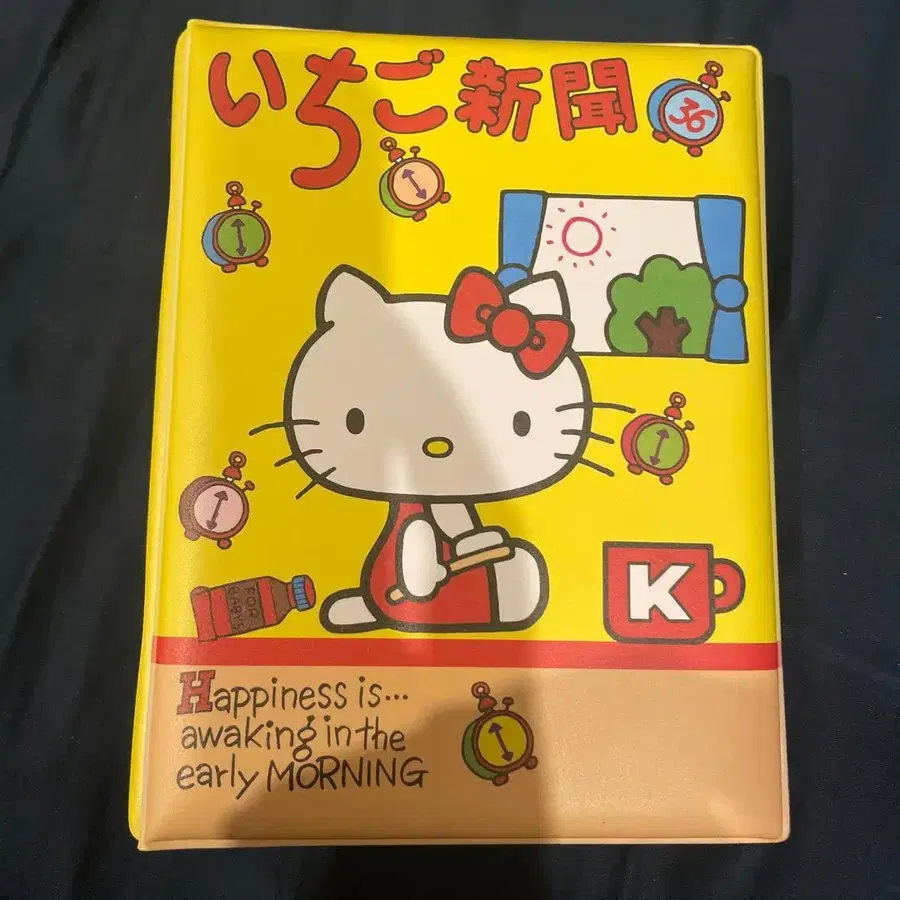 いちご新聞
36
FOR
BABYS
K
Happiness is...
awaking in the
early MORNING